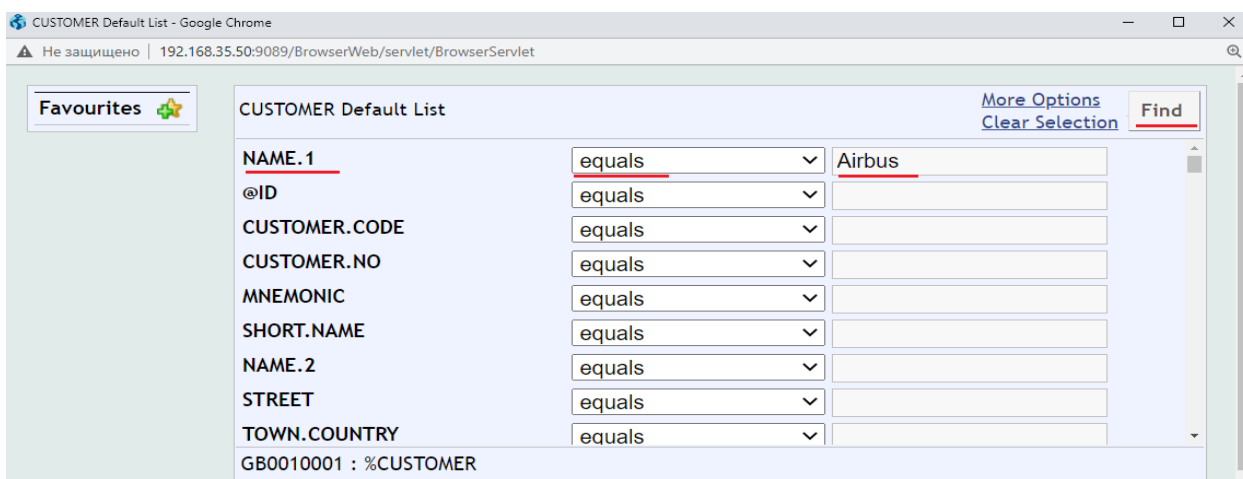 CUSTOMER Default List - Google Chrome
Не защищено | 192.168.35.50:9089/BrowserWeb/servlet/BrowserServlet
Favourites
CUSTOMER Default List
More Options
Clear Selection
Find
NAME.1 equals Airbus
@ID equals
CUSTOMER.CODE equals
CUSTOMER.NO equals
MNEMONIC equals
SHORT.NAME equals
NAME.2 equals
STREET equals
TOWN.COUNTRY equals
GB0010001 : %CUSTOMER